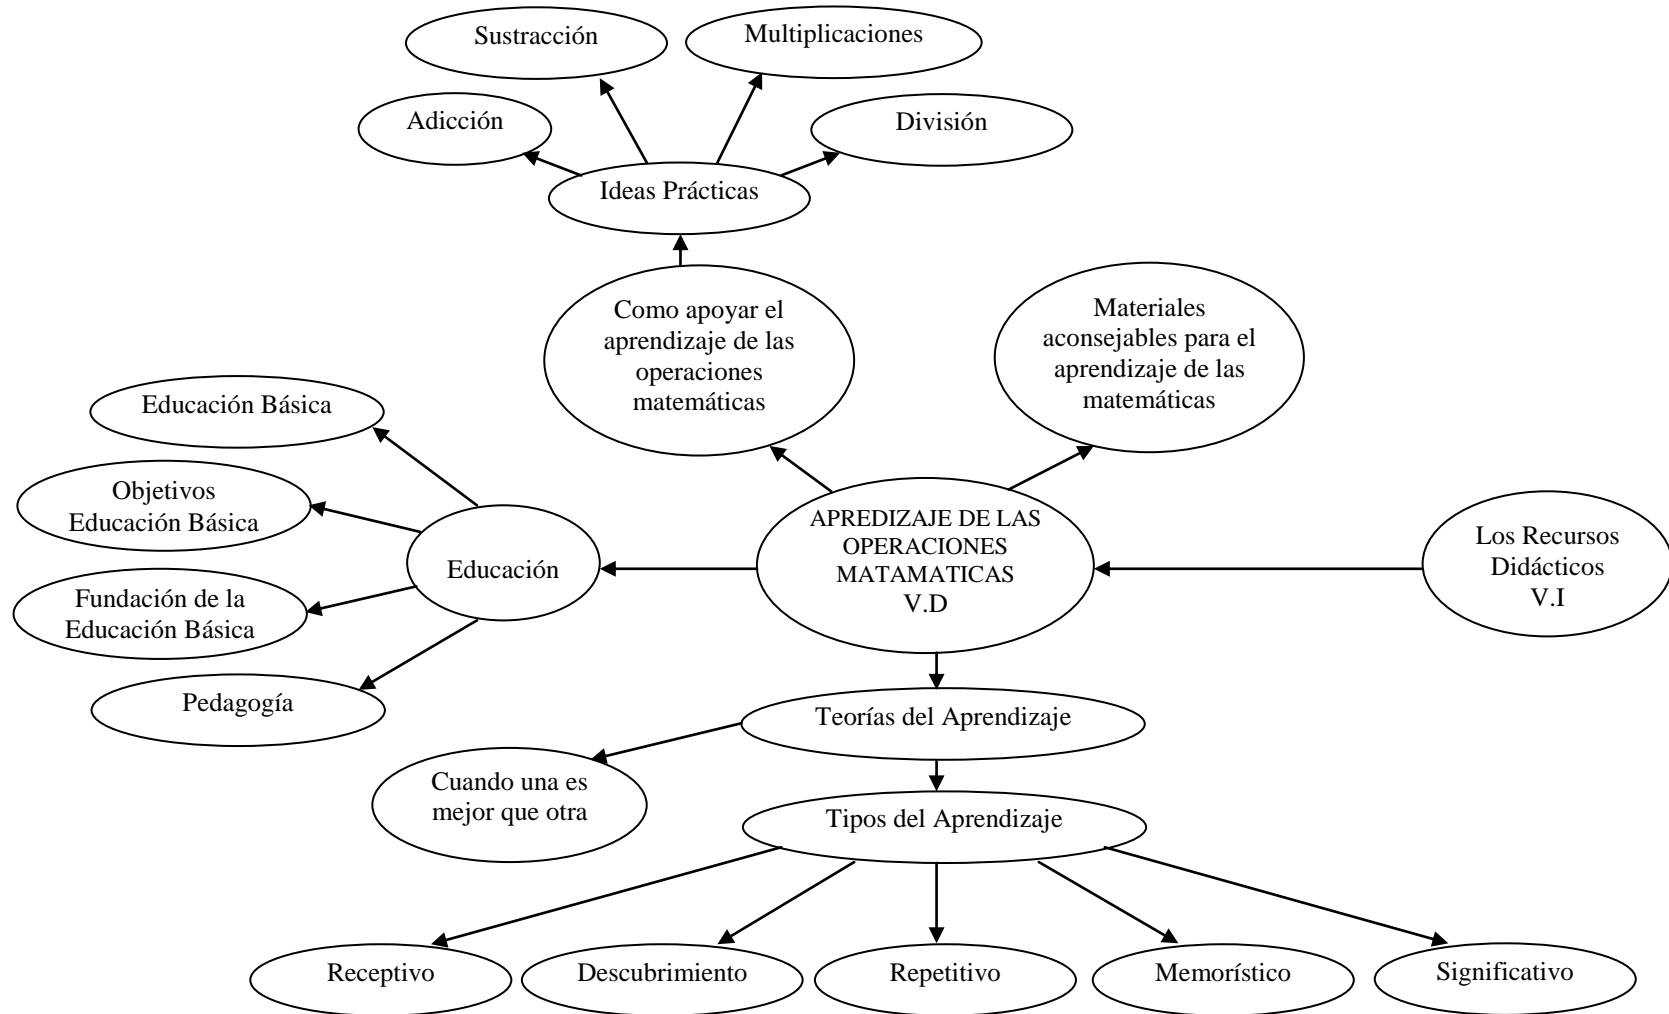 Sustracción
Multiplicaciones
Adicción
División
Ideas Prácticas
Como apoyar el
aprendizaje de las
operaciones
matemáticas
Materiales
aconsejables para el
aprendizaje de las
matemáticas
Educación Básica
Objetivos
Educación Básica
Fundación de la
Educación Básica
Pedagogía
Educación
APREDIZAJE DE LAS
OPERACIONES
MATAMATICAS
V.D
Los Recursos
Didácticos
V.I
Teorías del Aprendizaje
Cuando una es
mejor que otra
Tipos del Aprendizaje
Receptivo
Descubrimiento
Repetitivo
Memorístico
Significativo